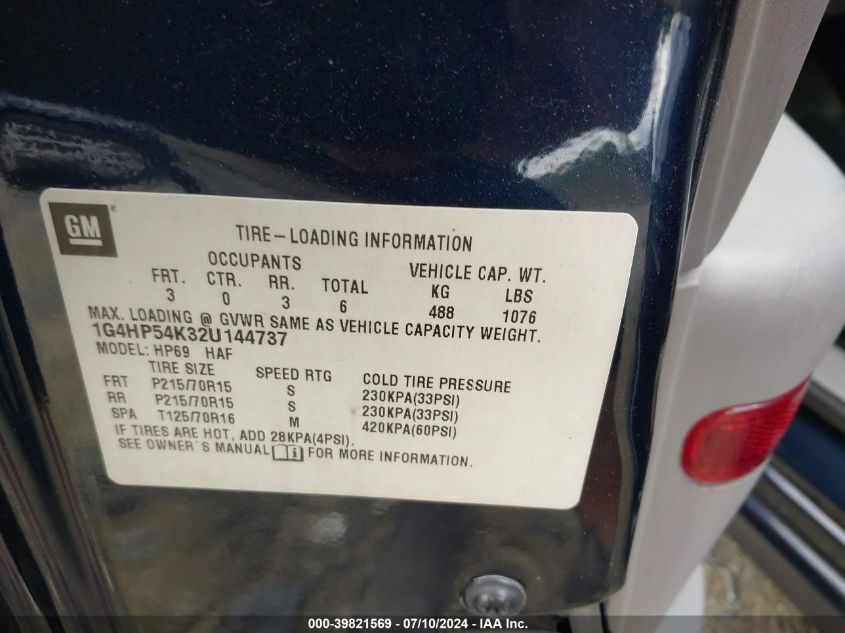 GM
TIRE-LOADING INFORMATION
OCCUPANTS VEHICLE CAP. WT.
FRT. CTR. RR. TOTAL KG LBS
3 0 3 6 488 1076
MAX. LOADING @ GVWR SAME AS VEHICLE CAPACITY WEIGHT.
1G4HP54K32U144737
MODEL: HP69 HAF
TIRE SIZE SPEED RTG COLD TIRE PRESSURE
FRT P215/70R15 S 230KPA(33PSI)
RR P215/70R15 S 230KPA(33PSI)
SPA T125/70R16 M 420KPA(60PSI)
IF TIRES ARE HOT, ADD 28KPA(4PSI).
SEE OWNER'S MANUAL i FOR MORE INFORMATION.
000-39821569 - 07/10/2024 - IAA Inc.